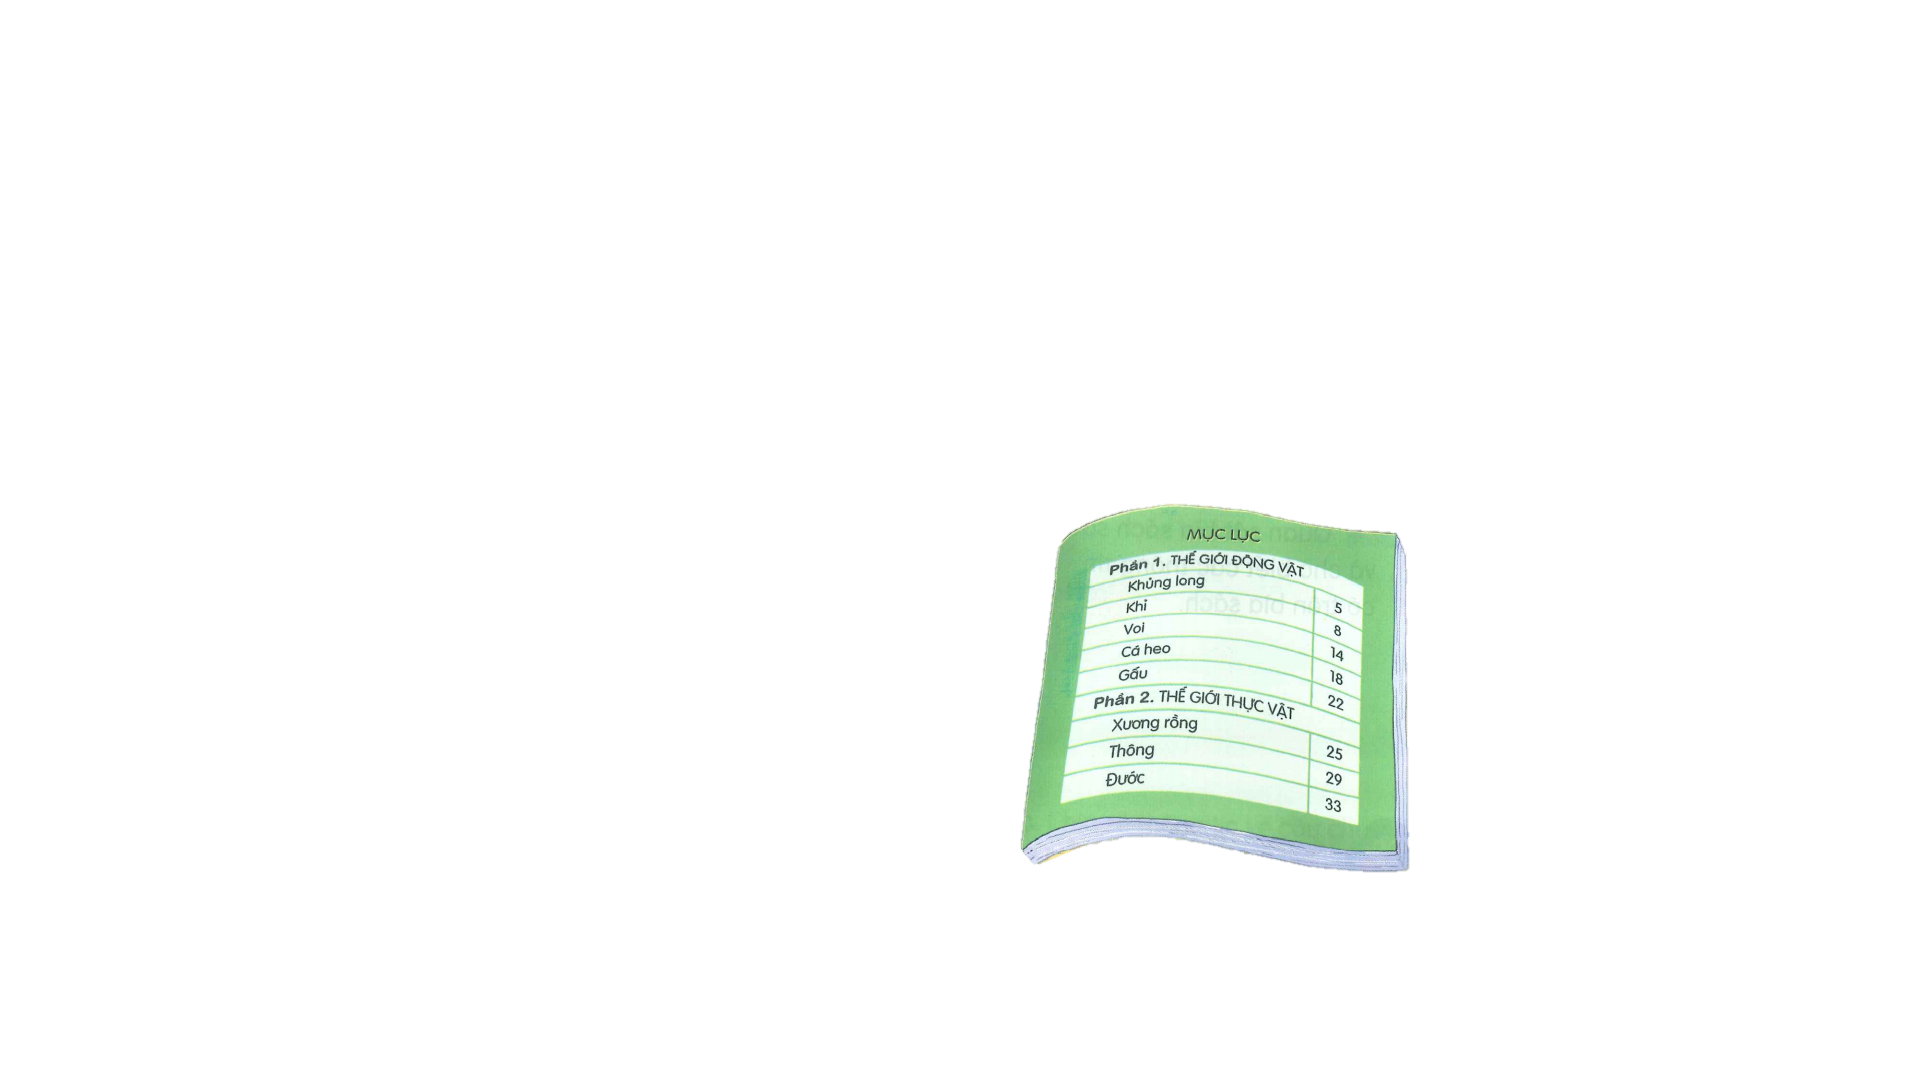 MỤC LỤC
Phần 1. THẾ GIỚI ĐỘNG VẬT
Khủng long 5
Khỉ 8
Voi 14
Cá heo 18
Gấu 22
Phần 2. THẾ GIỚI THỰC VẬT
Xương rồng 25
Thông 29
Đước 33